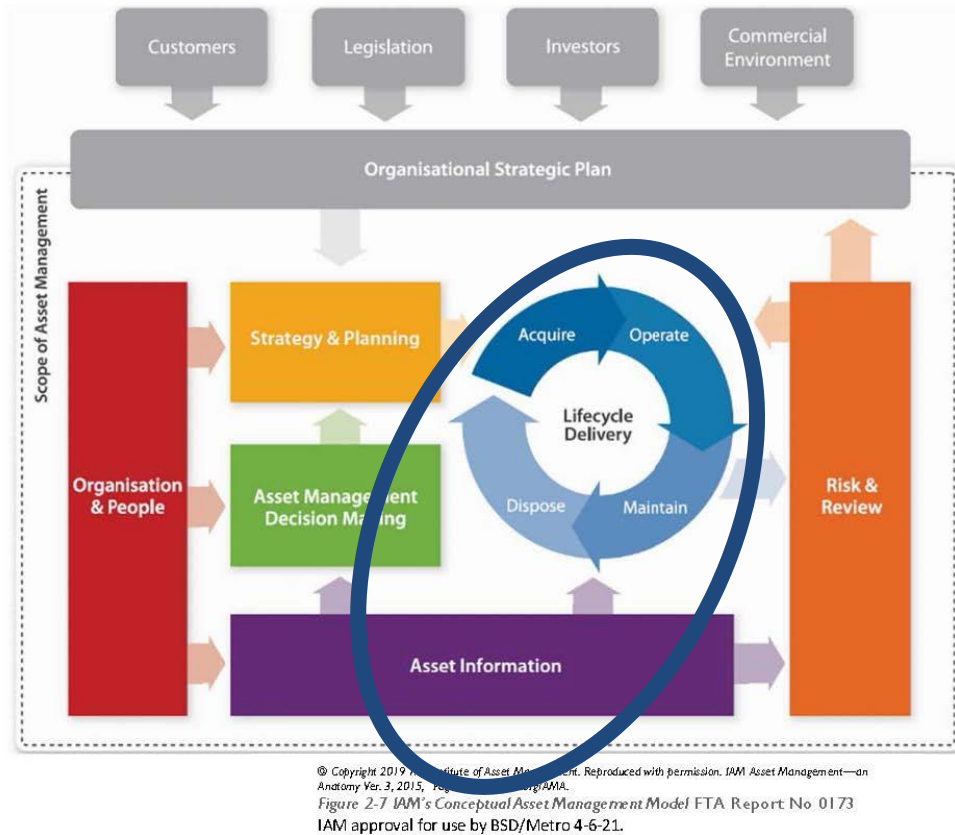 Customers
Legislation
Investors
Commercial
Environment
Organisational Strategic Plan
Scope of Asset Management
Organisation
& People
Strategy & Planning
Asset Management
Decision Making
Acquire
Operate
Lifecycle
Delivery
Dispose
Maintain
Risk &
Review
Asset Information
© Copyright 2019 Institute of Asset Management. Reproduced with permission. IAM Asset Management—an
Anatomy Ver. 3, 2015,
Figure 2-7 IAM's Conceptual Asset Management Model FTA Report No 0173
IAM approval for use by BSD/Metro 4-6-21.